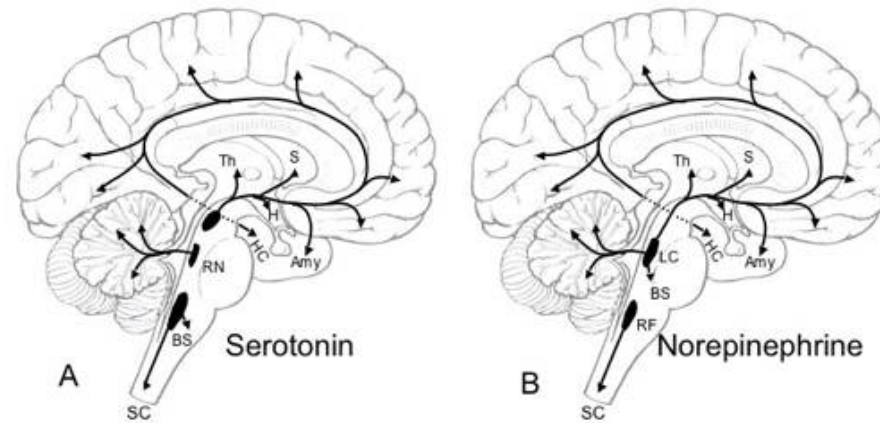 Th
S
H
HC
RN
Amy
BS
Serotonin
A
SC
Th
S
H
HC
LC
Amy
BS
RF
Norepinephrine
B
SC